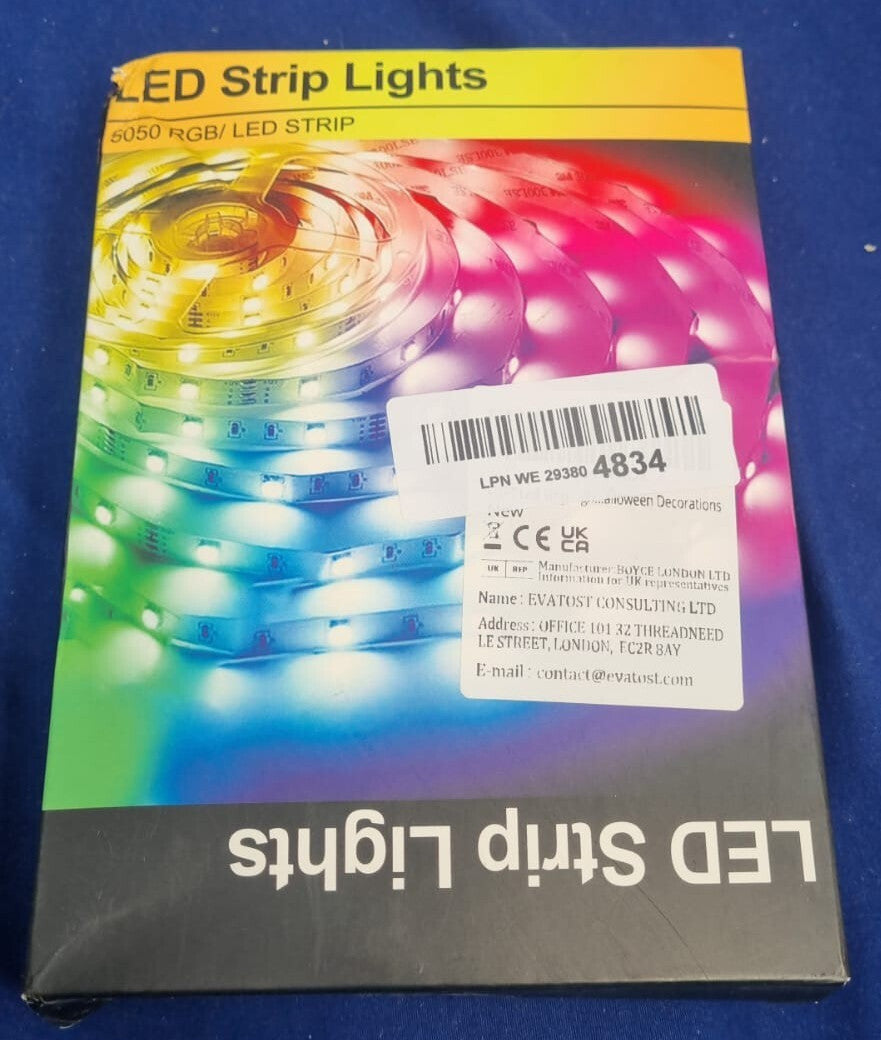 LED Strip Lights
5050 RGB/ LED STRIP
LPN WE 29380 4834
Halloween Decorations
New
CE UK CA
UK REP Manufacturer:BOYCE LONDON LTD
Information for UK representatives
Name: EVATOST CONSULTING LTD
Address: OFFICE 101 32 THREADNEED
LE STREET, LONDON, EC2R 8AY
E-mail: contact@evatost.com
LED Strip Lights